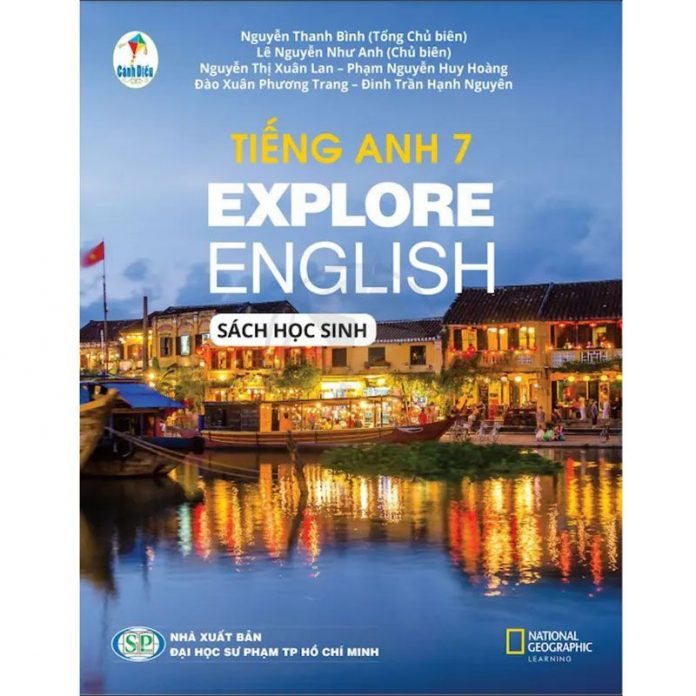 Nguyễn Thanh Bình (Tổng Chủ biên)
Lê Nguyễn Như Anh (Chủ biên)
Nguyễn Thị Xuân Lan – Phạm Nguyễn Huy Hoàng
Đào Xuân Phương Trang – Đinh Trần Hạnh Nguyên
Cánh Diều
TIẾNG ANH 7
EXPLORE
ENGLISH
SÁCH HỌC SINH
SP
NHÀ XUẤT BẢN
ĐẠI HỌC SƯ PHẠM TP HỒ CHÍ MINH
NATIONAL
GEOGRAPHIC
LEARNING